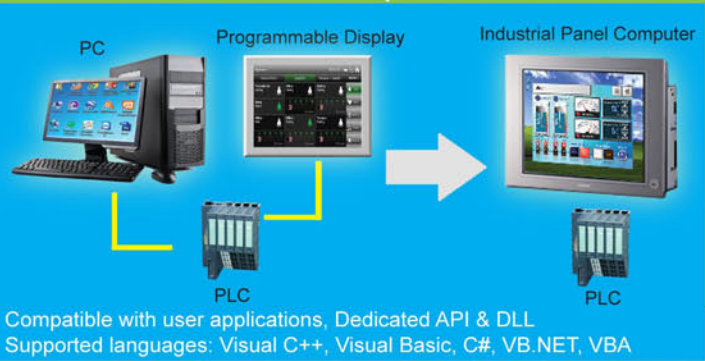 PC
Programmable Display
Industrial Panel Computer
PLC
PLC
Compatible with user applications, Dedicated API & DLL
Supported languages: Visual C++, Visual Basic, C#, VB.NET, VBA